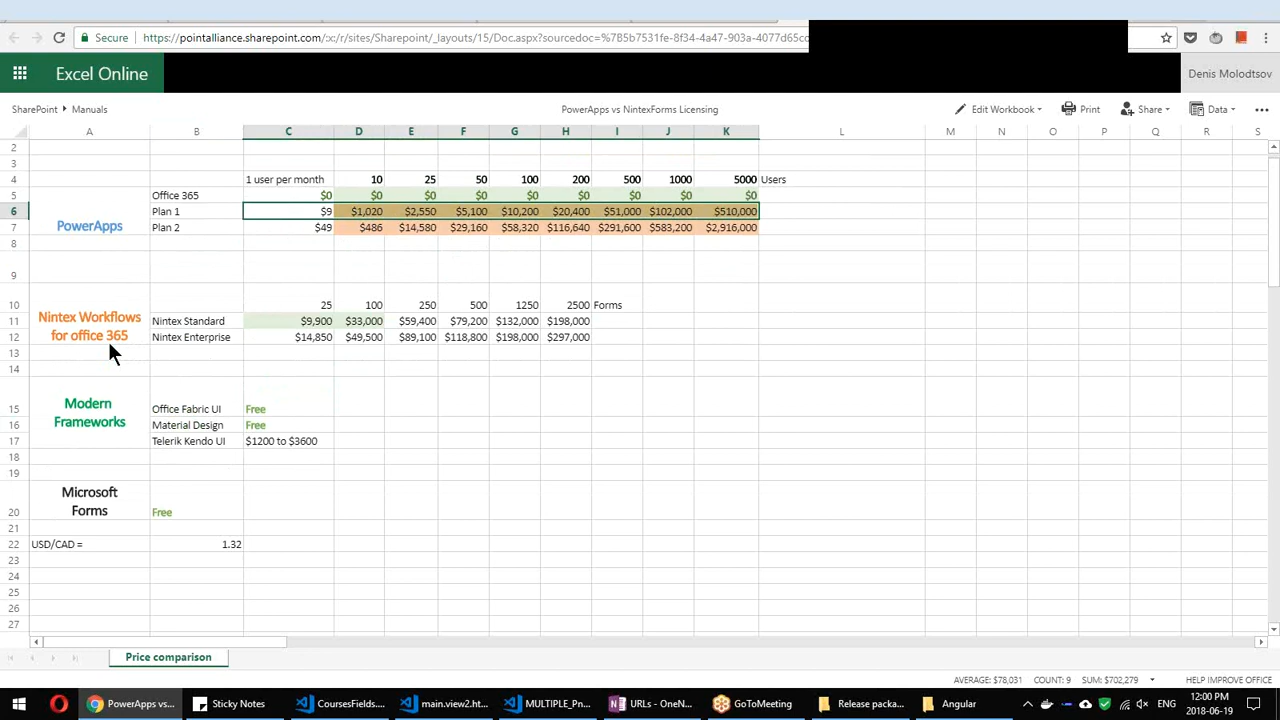 Secure
https://pointalliance.sharepoint.com/:x:/r/sites/Sharepoint/_layouts/15/Doc.aspx?sourcedoc=%7B5b7531fe-8f34-4a47-903a-4077d65co
Excel Online
Denis Molodtsov
SharePoint Manuals
PowerApps vs NintexForms Licensing
Edit Workbook Print Share Data
A B C D E F G H I J K L M N O P Q R S
2
3
4 1 user per month 10 25 50 100 200 500 1000 5000 Users
5 Office 365 $0 $0 $0 $0 $0 $0 $0 $0 $0
6 Plan 1 $9 $1,020 $2,550 $5,100 $10,200 $20,400 $51,000 $102,000 $510,000
PowerApps
7 Plan 2 $49 $486 $14,580 $29,160 $58,320 $116,640 $291,600 $583,200 $2,916,000
8
9
10 25 100 250 500 1250 2500 Forms
Nintex Workflows
for office 365
11 Nintex Standard $9,900 $33,000 $59,400 $79,200 $132,000 $198,000
12 Nintex Enterprise $14,850 $49,500 $89,100 $118,800 $198,000 $297,000
13
14
Modern
Frameworks
15 Office Fabric UI Free
16 Material Design Free
17 Telerik Kendo UI $1200 to $3600
18
19
Microsoft
Forms
20 Free
21
22 USD/CAD = 1.32
23
24
25
26
27
Price comparison
AVERAGE: $78,031 COUNT: 9 SUM: $702,279 HELP IMPROVE OFFICE
PowerApps vs... Sticky Notes CoursesFields.... main.view2.ht... MULTIPLE_Pn... URLs - OneN... GoToMeeting Release packa... Angular ENG 12:00 PM
2018-06-19